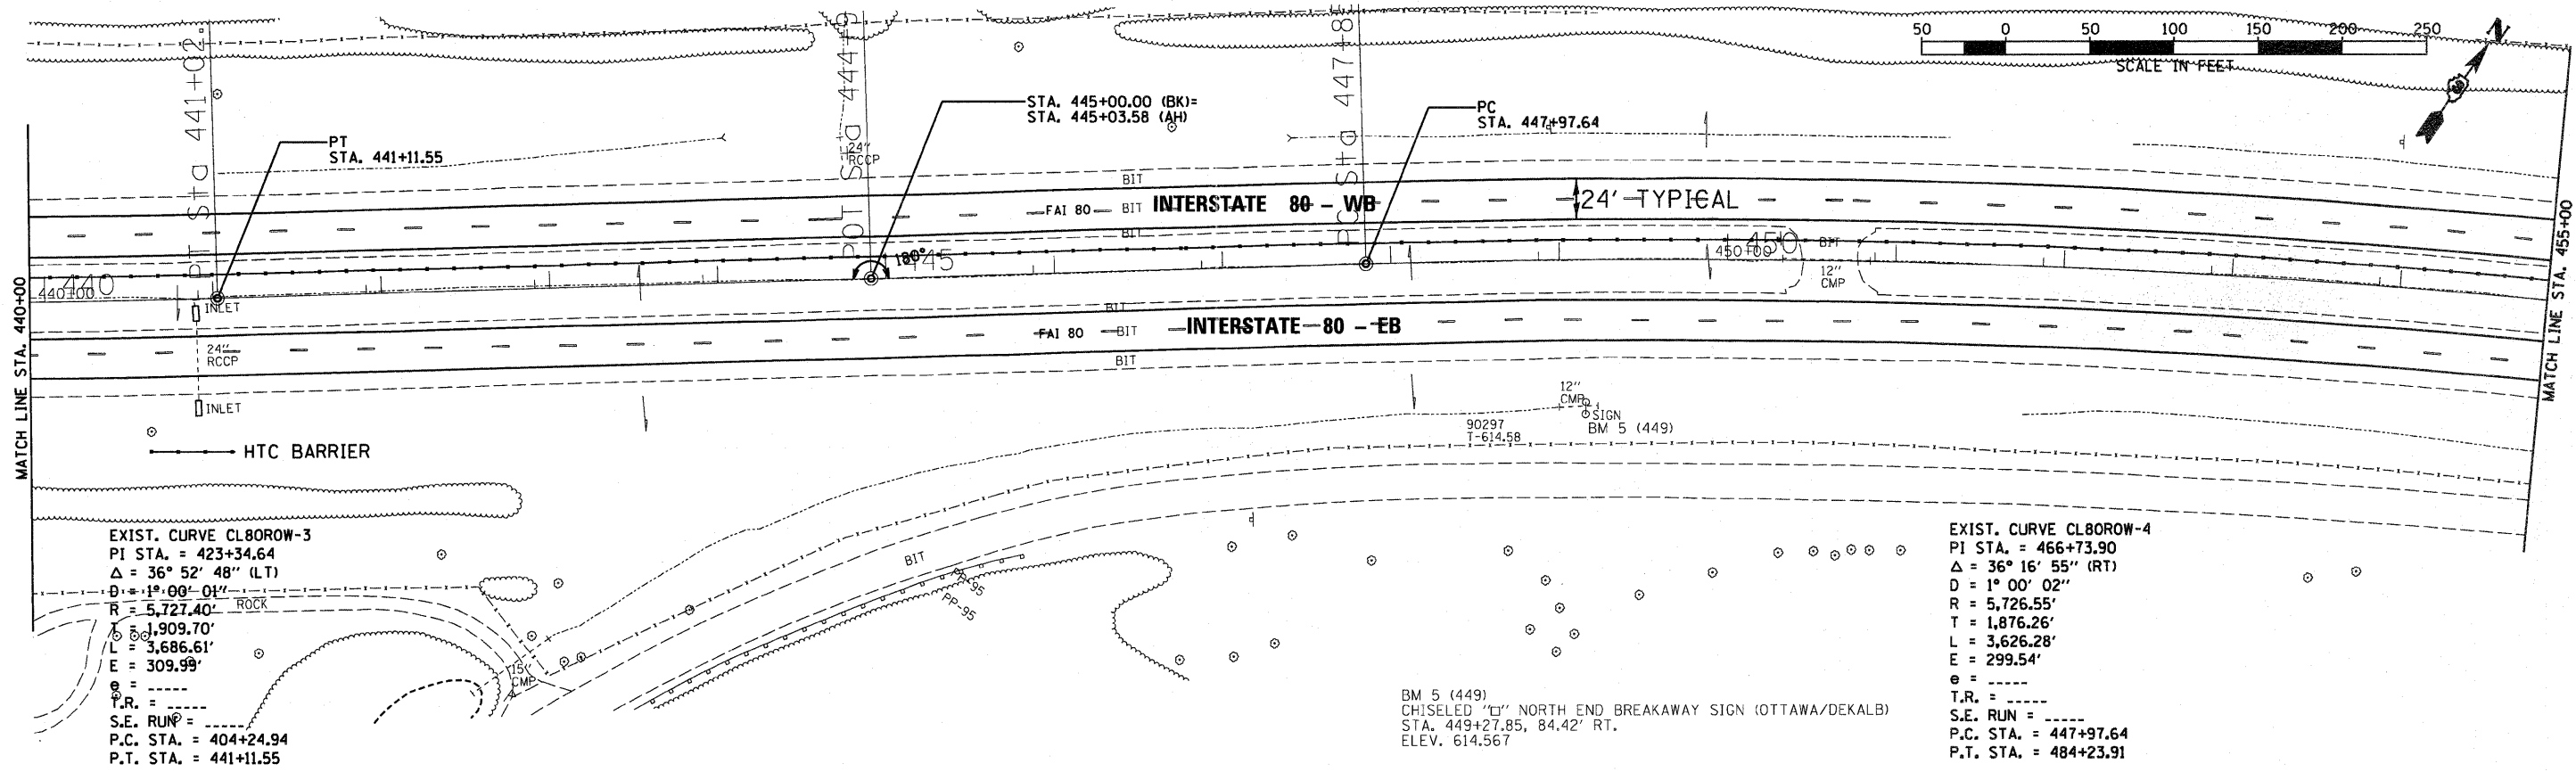 50 0 50 100 150 200 250
SCALE IN FEET
N
PT Sta 441+02.
POT Sta 444+9
PC Sta 447+8
STA. 445+00.00 (BK)=
STA. 445+03.58 (AH)
PC
STA. 447+97.64
PT
STA. 441+11.55
24"
RCCP
BIT
FAI 80 BIT INTERSTATE 80 - WB
24' TYPICAL
BIT
180°
440
445
450
440+00
450+00
BIT
12"
CMP
INLET
BIT
FAI 80 BIT INTERSTATE 80 - EB
24"
RCCP
BIT
INLET
MATCH LINE STA. 440+00
MATCH LINE STA. 455+00
12"
CMP
SIGN
BM 5 (449)
90297
T-614.58
HTC BARRIER
BIT
PP-95
PP-95
ROCK
15"
CMP
EXIST. CURVE CL80ROW-3
PI STA. = 423+34.64
Δ = 36° 52' 48" (LT)
D = 1° 00' 01"
R = 5,727.40'
T = 1,909.70'
L = 3,686.61'
E = 309.99'
e = -----
T.R. = -----
S.E. RUN = -----
P.C. STA. = 404+24.94
P.T. STA. = 441+11.55
BM 5 (449)
CHISELED "□" NORTH END BREAKAWAY SIGN (OTTAWA/DEKALB)
STA. 449+27.85, 84.42' RT.
ELEV. 614.567
EXIST. CURVE CL80ROW-4
PI STA. = 466+73.90
Δ = 36° 16' 55" (RT)
D = 1° 00' 02"
R = 5,726.55'
T = 1,876.26'
L = 3,626.28'
E = 299.54'
e = -----
T.R. = -----
S.E. RUN = -----
P.C. STA. = 447+97.64
P.T. STA. = 484+23.91